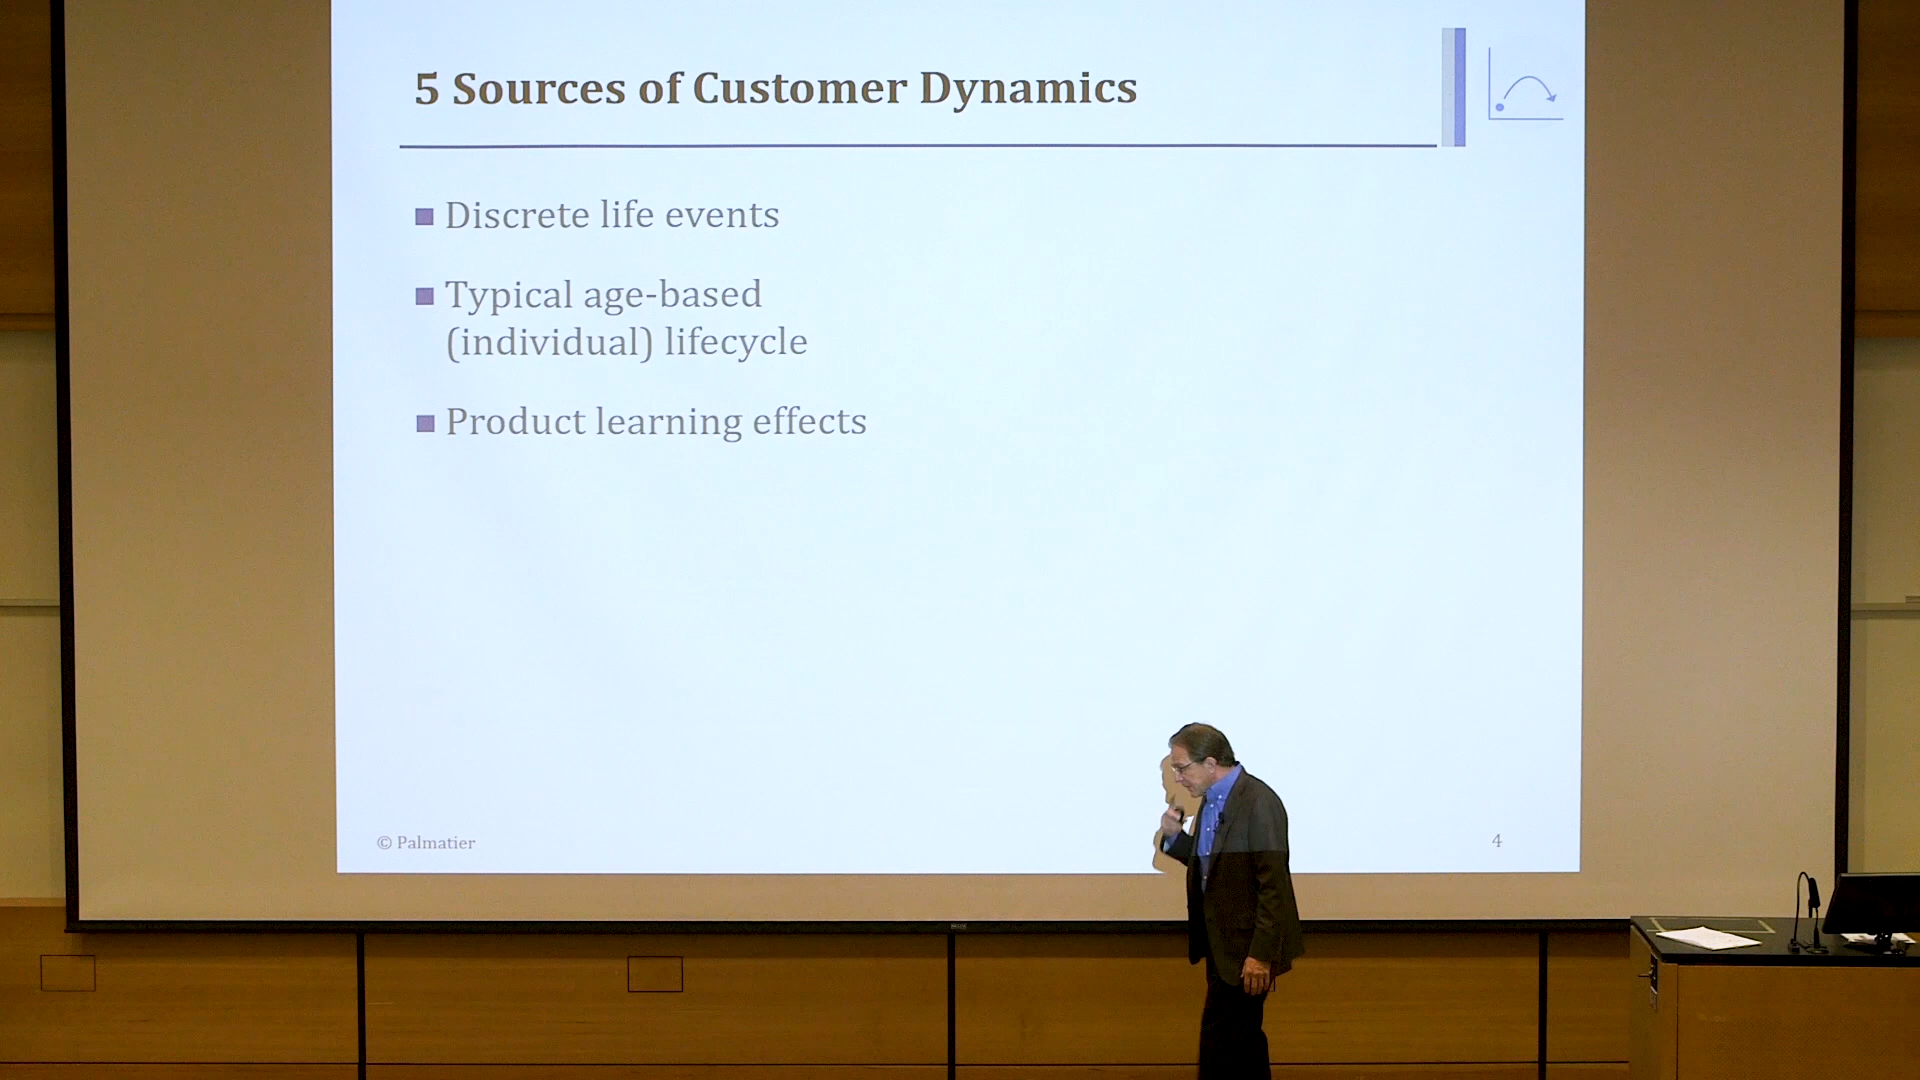 5 Sources of Customer Dynamics
Discrete life events
Typical age-based
(individual) lifecycle
Product learning effects
© Palmatier
4